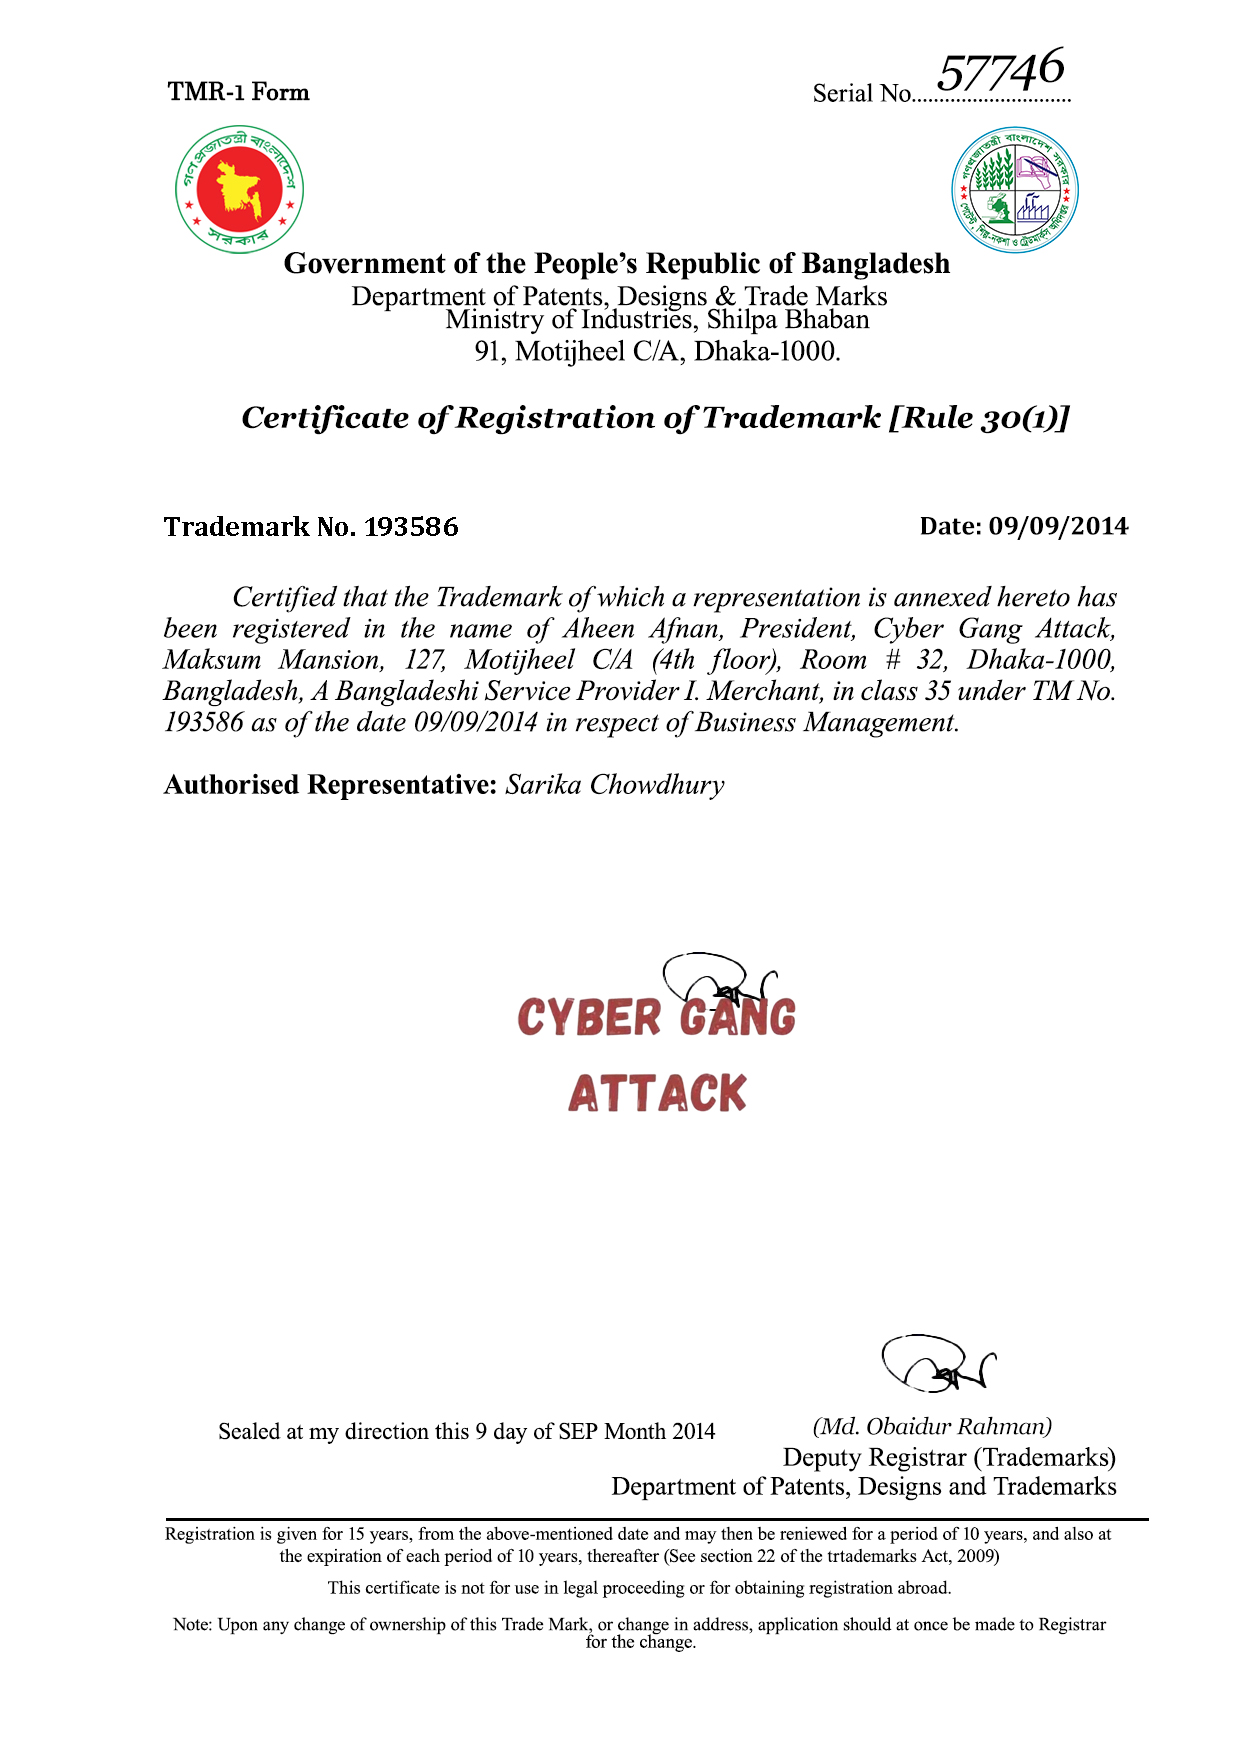 TMR-1 Form
Serial No.............................. 57746
গণপ্রজাতন্ত্রী বাংলাদেশ
সরকার
গণপ্রজাতন্ত্রী বাংলাদেশ সরকার
পেটেন্ট, শিল্প-নকশা ও ট্রেডমার্কস অধিদপ্তর
Government of the People’s Republic of Bangladesh
Department of Patents, Designs & Trade Marks
Ministry of Industries, Shilpa Bhaban
91, Motijheel C/A, Dhaka-1000.
Certificate of Registration of Trademark [Rule 30(1)]
Trademark No. 193586
Date: 09/09/2014
Certified that the Trademark of which a representation is annexed hereto has
been registered in the name of Aheen Afnan, President, Cyber Gang Attack,
Maksum Mansion, 127, Motijheel C/A (4th floor), Room # 32, Dhaka-1000,
Bangladesh, A Bangladeshi Service Provider I. Merchant, in class 35 under TM No.
193586 as of the date 09/09/2014 in respect of Business Management.
Authorised Representative: Sarika Chowdhury
CYBER GANG
ATTACK
Sealed at my direction this 9 day of SEP Month 2014
(Md. Obaidur Rahman)
Deputy Registrar (Trademarks)
Department of Patents, Designs and Trademarks
Registration is given for 15 years, from the above-mentioned date and may then be reniewed for a period of 10 years, and also at
the expiration of each period of 10 years, thereafter (See section 22 of the trtademarks Act, 2009)
This certificate is not for use in legal proceeding or for obtaining registration abroad.
Note: Upon any change of ownership of this Trade Mark, or change in address, application should at once be made to Registrar
for the change.